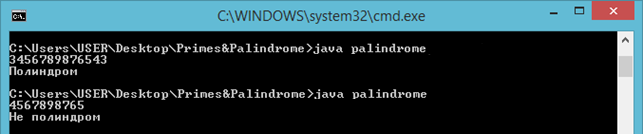 C:\WINDOWS\system32\cmd.exe
C:\Users\USER\Desktop\Primes&Palindrome>java palindrome
3456789876543
Полиндром
C:\Users\USER\Desktop\Primes&Palindrome>java palindrome
4567898765
Не полиндром